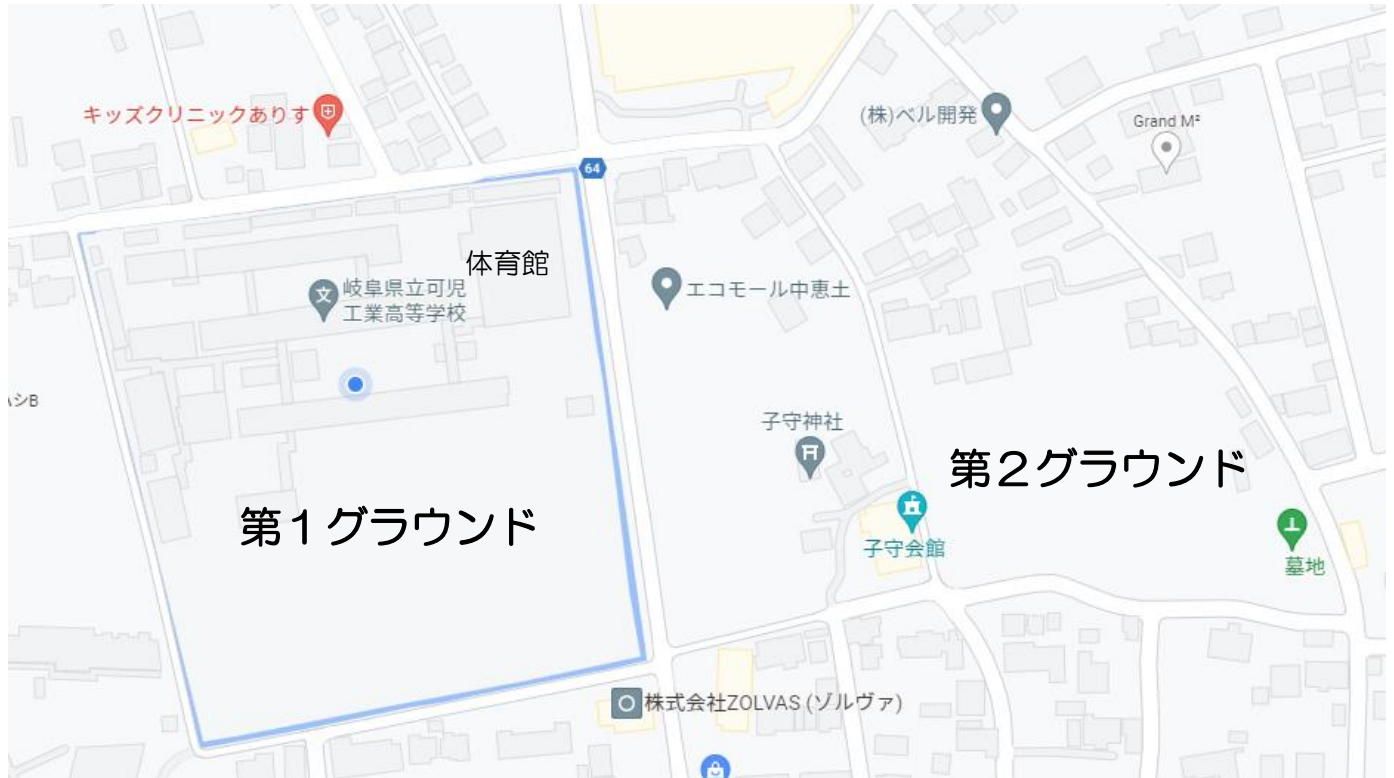 キッズクリニックありす
64
(株)ベル開発
Grand M²
体育館
文
岐阜県立可児
工業高等学校
エコモール中恵土
子守神社
第2グラウンド
第1グラウンド
子守会館
墓地
株式会社ZOLVAS (ゾルヴァ)